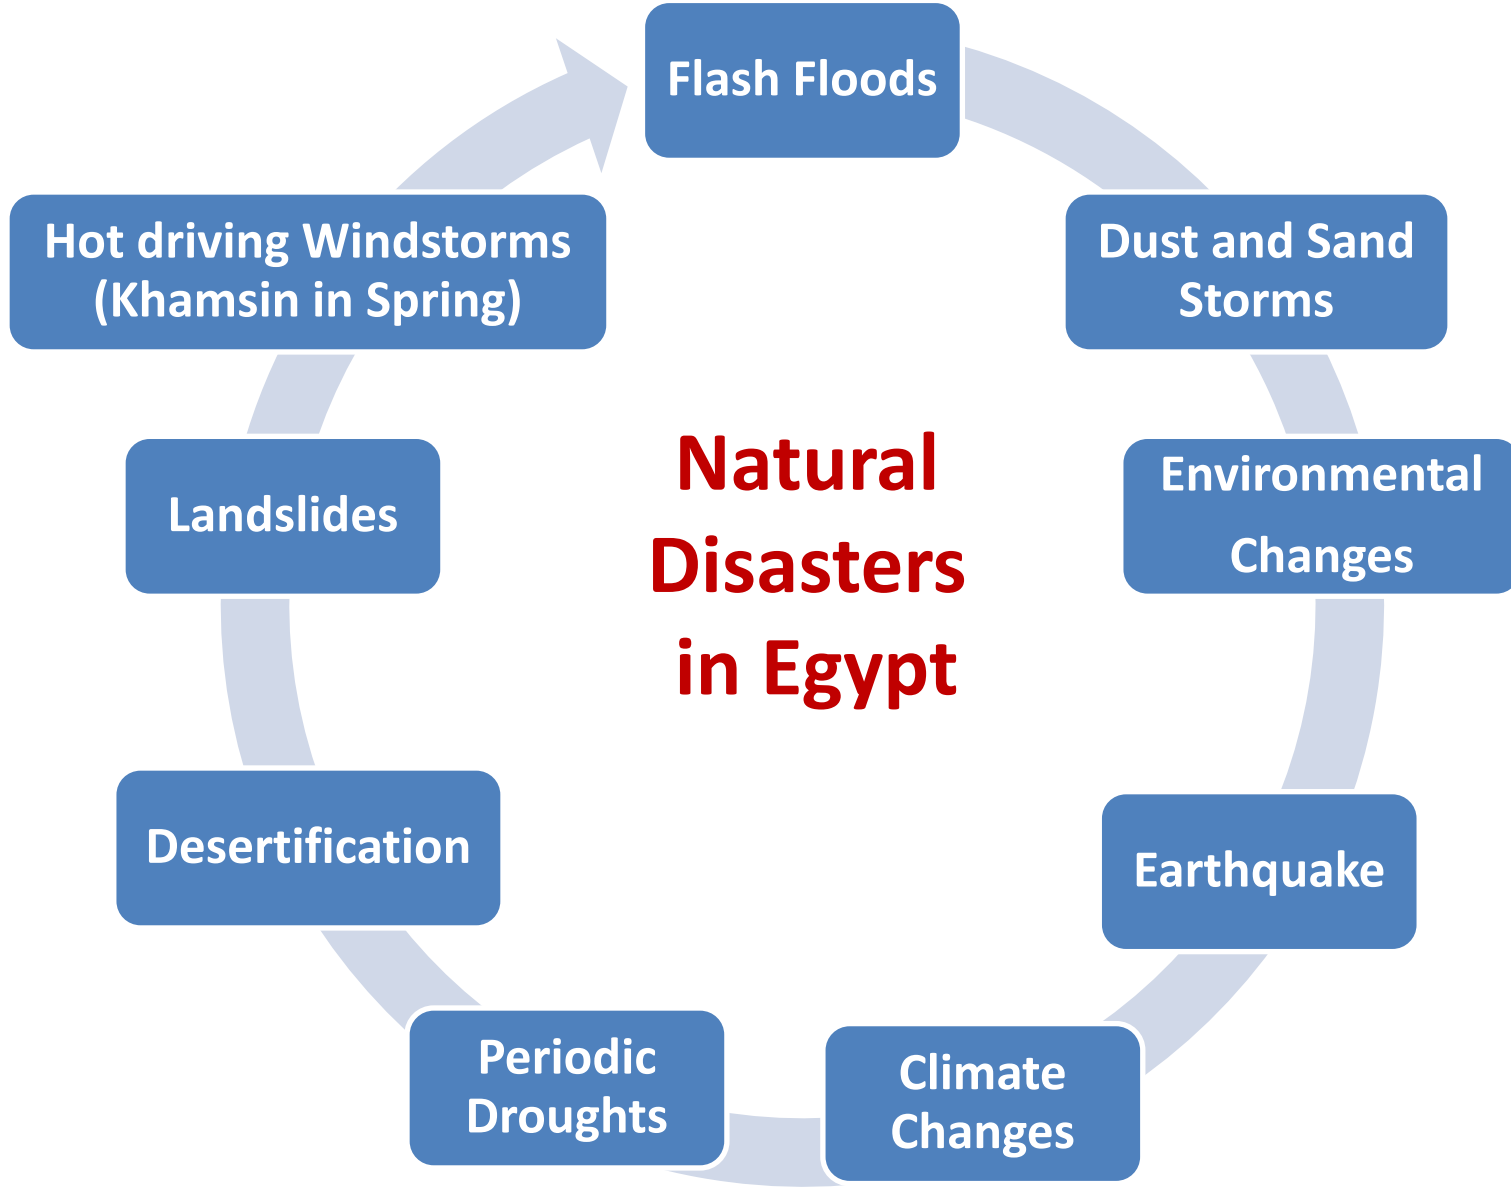 Flash Floods
Dust and Sand
Storms
Environmental
Changes
Earthquake
Climate
Changes
Periodic
Droughts
Desertification
Landslides
Hot driving Windstorms
(Khamsin in Spring)
Natural
Disasters
in Egypt